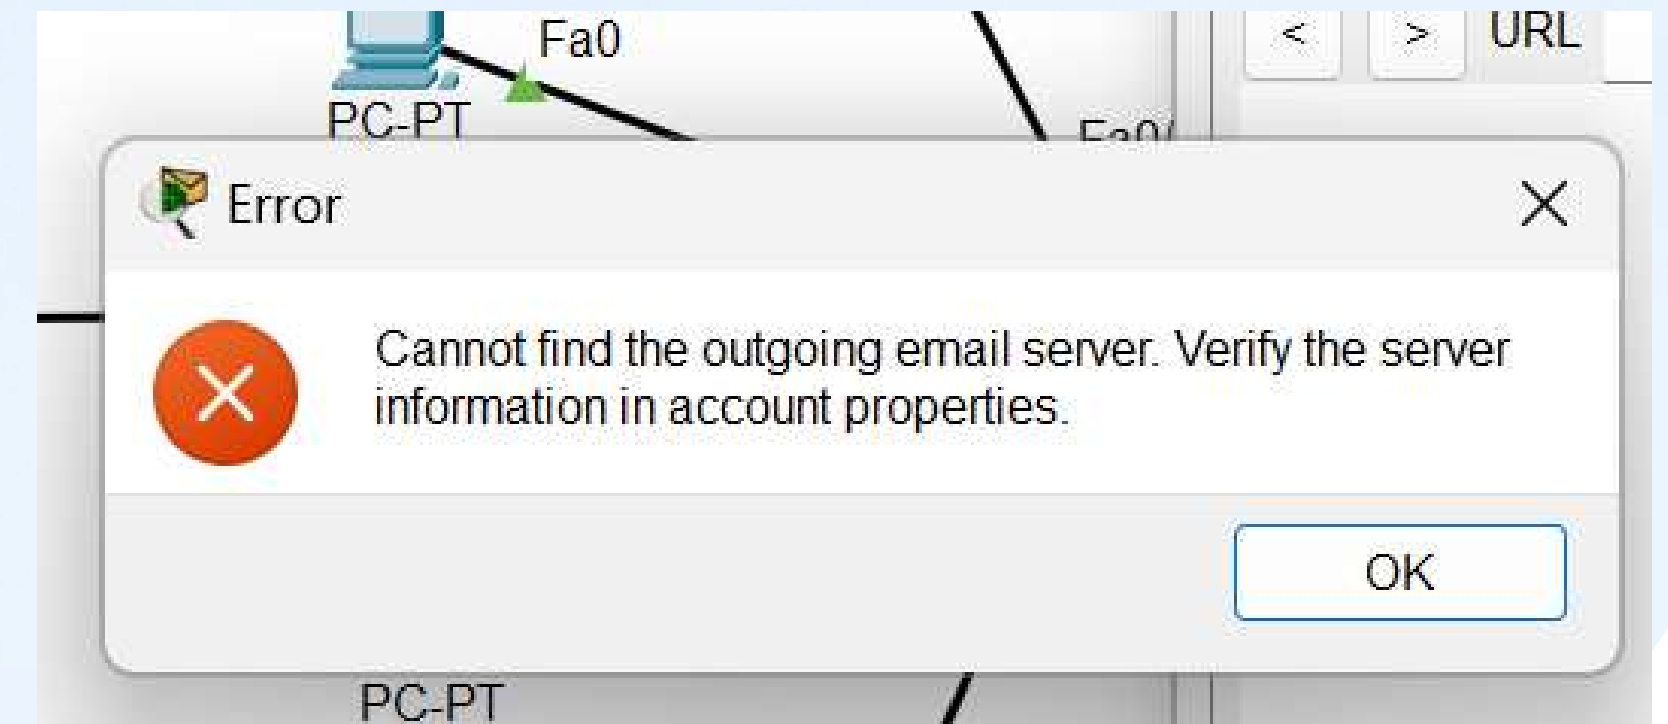 Fa0
< > URL
PC-PT
Fa0/
Error
Cannot find the outgoing email server. Verify the server
information in account properties.
OK
PC-PT